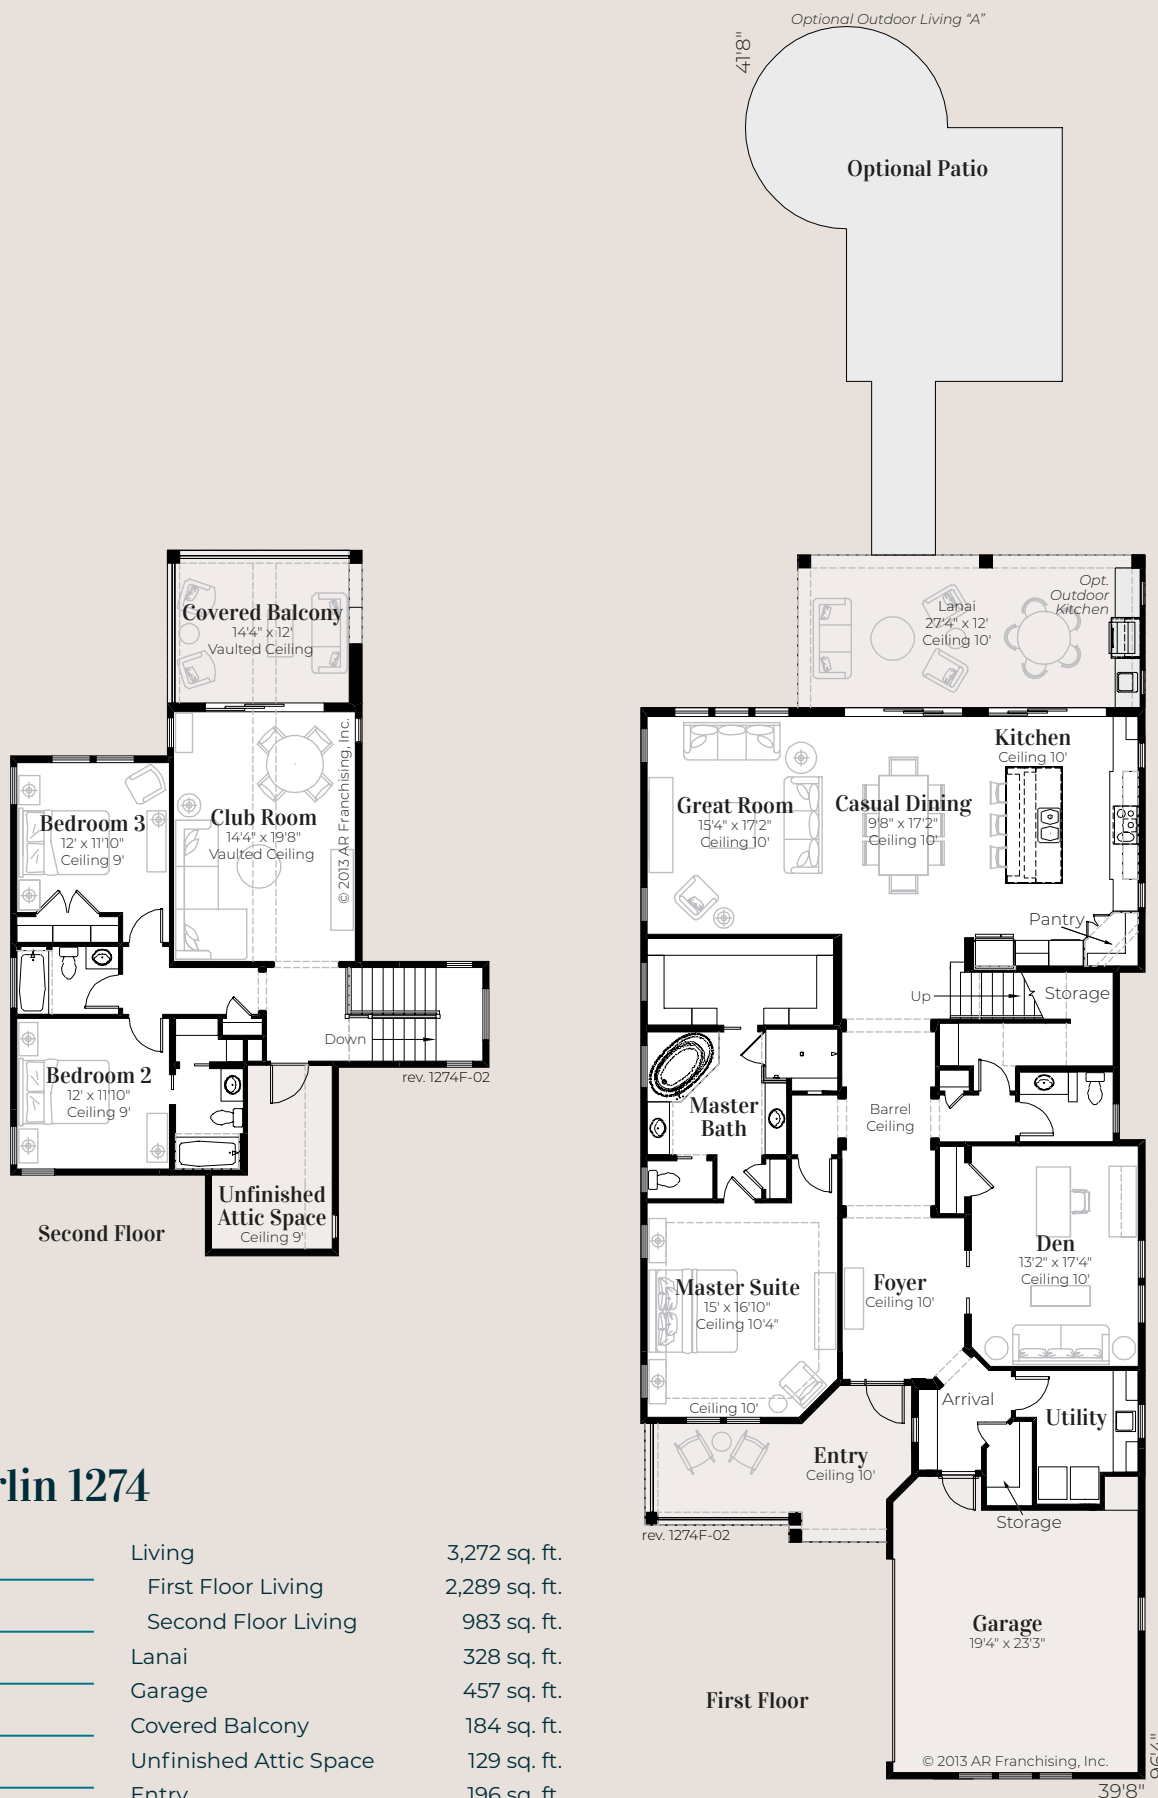 Optional Outdoor Living “A”
41'8"
Optional Patio
Covered Balcony
14'4" x 12'
Vaulted Ceiling
Club Room
14'4" x 19'8"
Vaulted Ceiling
© 2013 AR Franchising, Inc.
Bedroom 3
12' x 11'10"
Ceiling 9'
Bedroom 2
12' x 11'10"
Ceiling 9'
Down
rev. 1274F-02
Unfinished
Attic Space
Ceiling 9'
Second Floor
Lanai
27'4" x 12'
Ceiling 10'
Opt.
Outdoor
Kitchen
Kitchen
Ceiling 10'
Great Room
15'4" x 17'2"
Ceiling 10'
Casual Dining
9'8" x 17'2"
Ceiling 10'
Pantry
Up
Storage
Master
Bath
Barrel
Ceiling
Den
13'2" x 17'4"
Ceiling 10'
Master Suite
15' x 16'10"
Ceiling 10'4"
Ceiling 10'
Foyer
Ceiling 10'
Arrival
Utility
Entry
Ceiling 10'
Storage
rev. 1274F-02
Garage
19'4" x 23'3"
First Floor
© 2013 AR Franchising, Inc.
96'4"
39'8"
rlin 1274
Living 3,272 sq. ft.
First Floor Living 2,289 sq. ft.
Second Floor Living 983 sq. ft.
Lanai 328 sq. ft.
Garage 457 sq. ft.
Covered Balcony 184 sq. ft.
Unfinished Attic Space 129 sq. ft.
Entry 196 sq. ft.